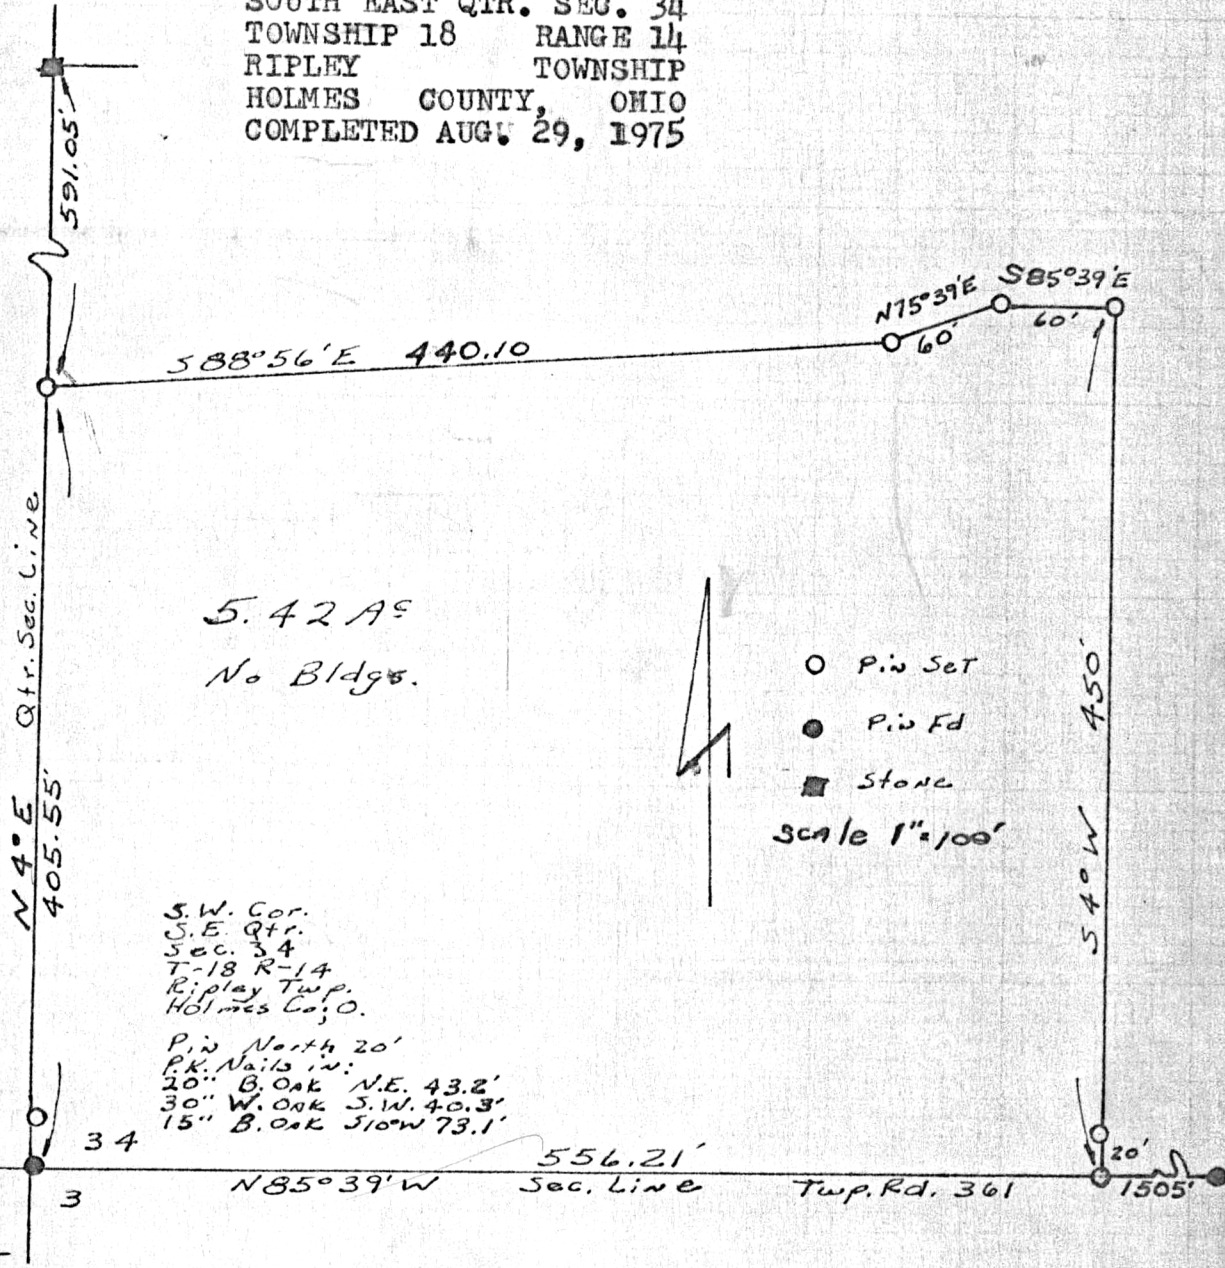 SOUTH EAST QTR. SEC. 34
TOWNSHIP 18 RANGE 14
RIPLEY TOWNSHIP
HOLMES COUNTY, OHIO
COMPLETED AUG. 29, 1975
591.05'
S85°39'E
N75°39'E
60'
60'
S88°56'E 440.10
Qtr. Sec. Line
N4°E
405.55'
5.42 Ac
No Bldgs.
Pin Set
Pin Fd
Stone
Scale 1"=100'
S4°W 450'
S.W. Cor.
S.E. Qtr.
Sec. 34
T-18 R-14
Ripley Twp.
Holmes Co; O.
Pin North 20'
P.K. Nails in:
20" B. Oak N.E. 43.2'
30" W. Oak S.W. 40.3'
15" B. Oak S10°W 73.1'
34
3
556.21'
N85°39'W Sec. Line Twp. Rd. 361
20'
1505'